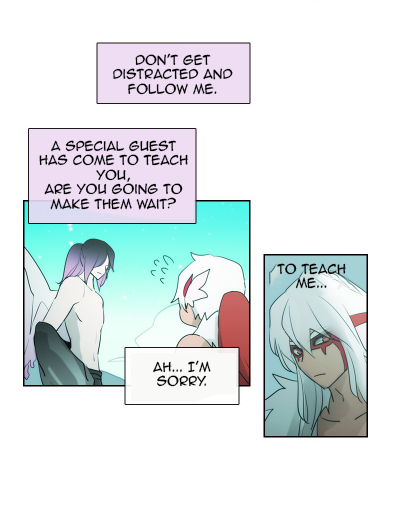 DON'T GET
DISTRACTED AND
FOLLOW ME.
A SPECIAL GUEST
HAS COME TO TEACH
YOU,
ARE YOU GOING TO
MAKE THEM WAIT?
AH... I'M
SORRY.
TO TEACH
ME...